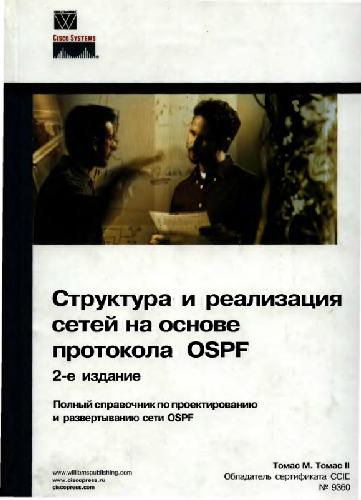 CISCO SYSTEMS
Структура и реализация
сетей на основе
протокола OSPF
2-е издание
Полный справочник по проектированию
и развертыванию сети OSPF
Томас М. Томас II
Обладатель сертификата CCIE
№ 9360
www.williamspublishing.com
www.ciscopress.ru
ciscopress.com